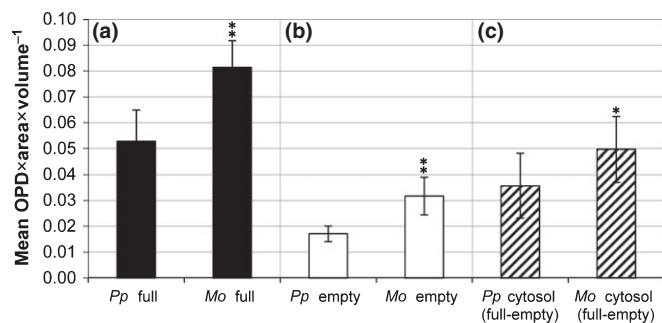 Mean OPD×area×volume⁻¹
0.10
0.09
0.08
0.07
0.06
0.05
0.04
0.03
0.02
0.01
0.00
(a)
(b)
(c)
**
**
*
Pp full
Mo full
Pp empty
Mo empty
Pp cytosol
(full-empty)
Mo cytosol
(full-empty)